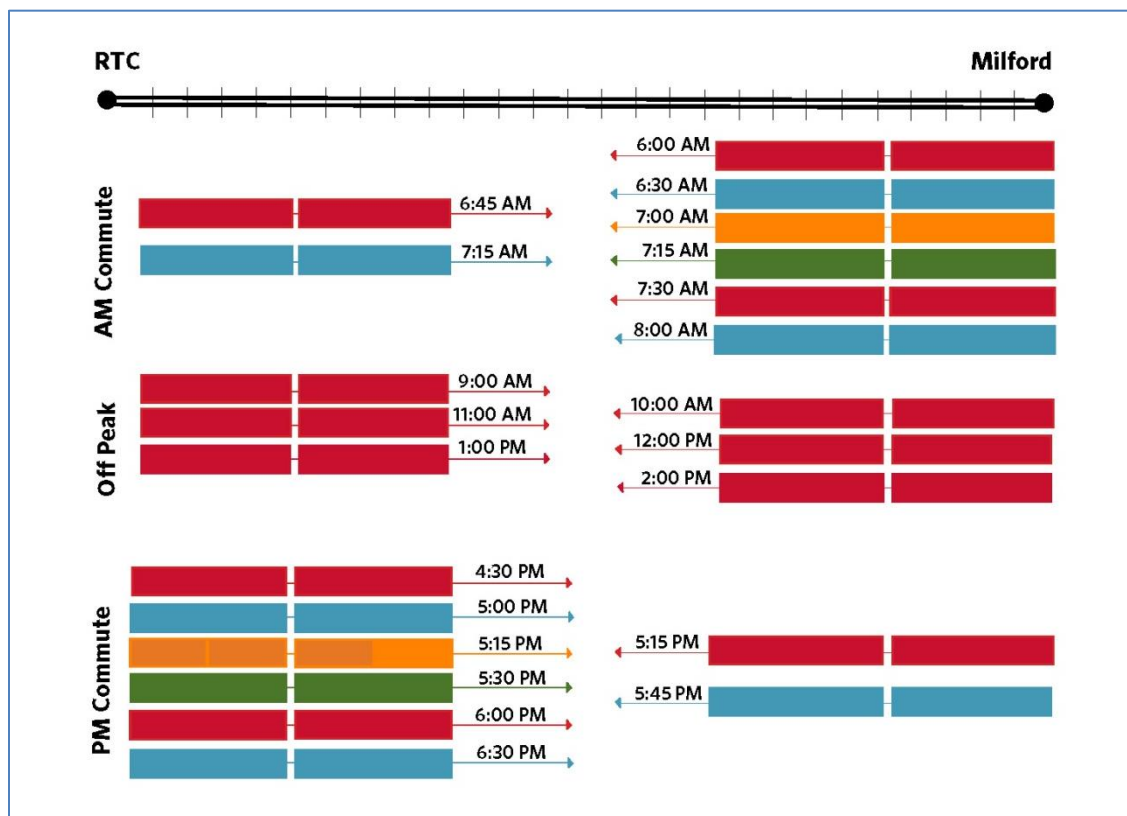 RTC
Milford
AM Commute
6:45 AM
7:15 AM
6:00 AM
6:30 AM
7:00 AM
7:15 AM
7:30 AM
8:00 AM
Off Peak
9:00 AM
11:00 AM
1:00 PM
10:00 AM
12:00 PM
2:00 PM
PM Commute
4:30 PM
5:00 PM
5:15 PM
5:30 PM
6:00 PM
6:30 PM
5:15 PM
5:45 PM